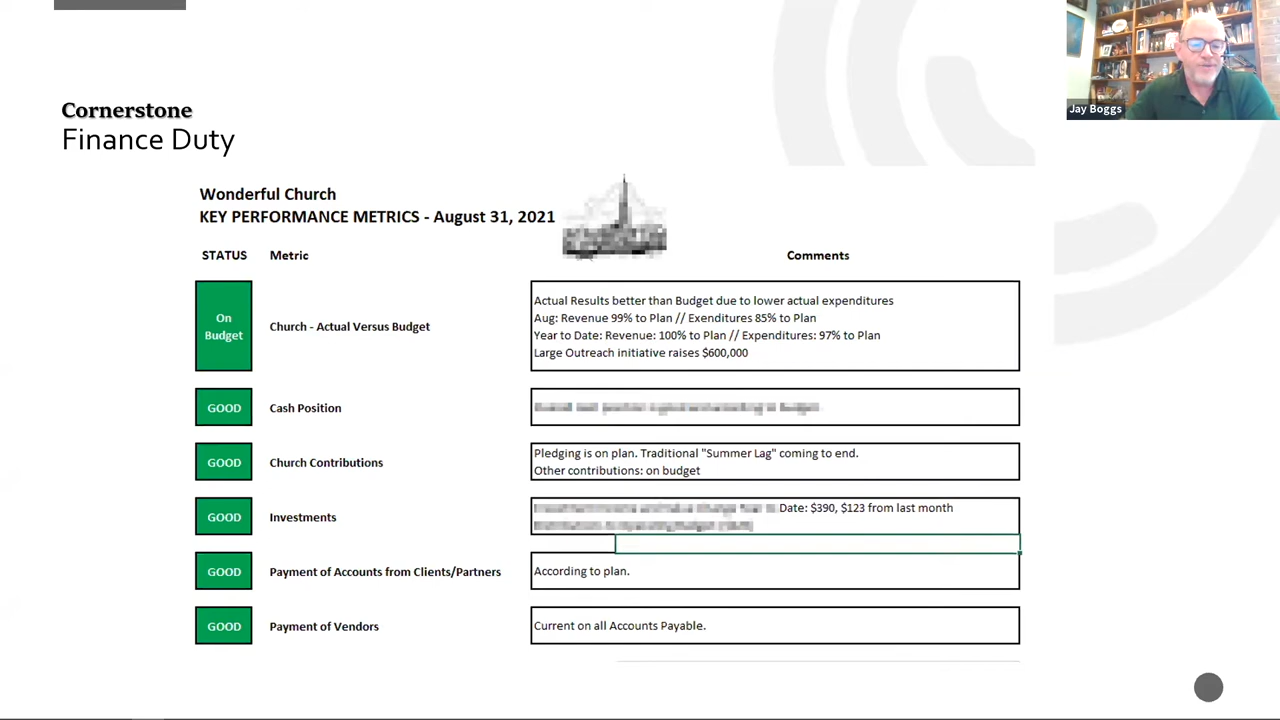 Jay Boggs
Cornerstone
Finance Duty
Wonderful Church
KEY PERFORMANCE METRICS - August 31, 2021
STATUS Metric Comments
On Budget Church - Actual Versus Budget
Actual Results better than Budget due to lower actual expenditures
Aug: Revenue 99% to Plan // Exenditures 85% to Plan
Year to Date: Revenue: 100% to Plan // Expenditures: 97% to Plan
Large Outreach initiative raises $600,000
GOOD Cash Position
GOOD Church Contributions
Pledging is on plan. Traditional "Summer Lag" coming to end.
Other contributions: on budget
GOOD Investments
Date: $390, $123 from last month
GOOD Payment of Accounts from Clients/Partners According to plan.
GOOD Payment of Vendors Current on all Accounts Payable.